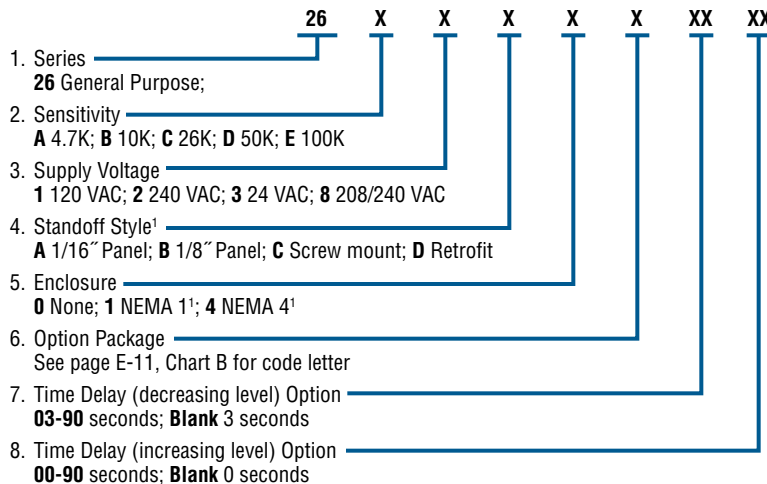 26 X X X X X XX XX
1. Series
26 General Purpose;
2. Sensitivity
A 4.7K; B 10K; C 26K; D 50K; E 100K
3. Supply Voltage
1 120 VAC; 2 240 VAC; 3 24 VAC; 8 208/240 VAC
4. Standoff Style¹
A 1/16˝ Panel; B 1/8˝ Panel; C Screw mount; D Retrofit
5. Enclosure
0 None; 1 NEMA 1¹; 4 NEMA 4¹
6. Option Package
See page E-11, Chart B for code letter
7. Time Delay (decreasing level) Option
03-90 seconds; Blank 3 seconds
8. Time Delay (increasing level) Option
00-90 seconds; Blank 0 seconds